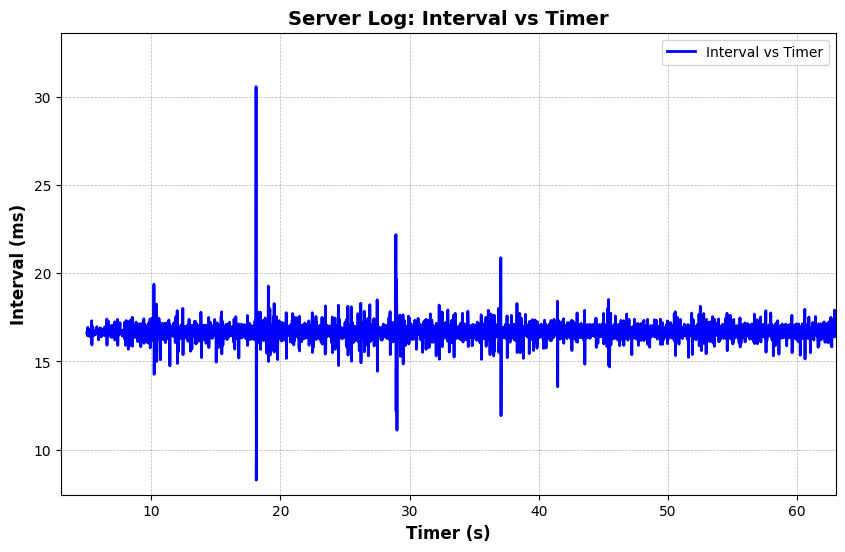 Server Log: Interval vs Timer
Interval vs Timer
30
25
20
15
10
Interval (ms)
10 20 30 40 50 60
Timer (s)